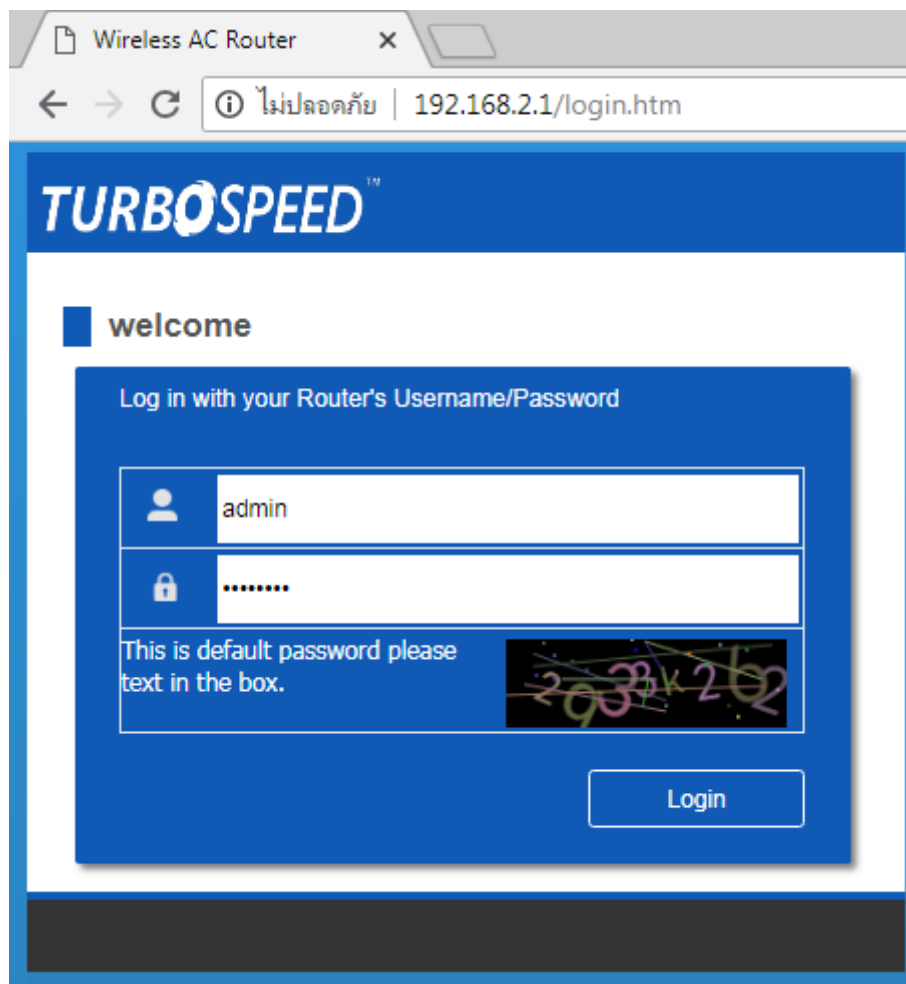 Wireless AC Router
ไม่ปลอดภัย | 192.168.2.1/login.htm
TURBOSPEED™
welcome
Log in with your Router's Username/Password
admin
••••••••
This is default password please
text in the box.
Login